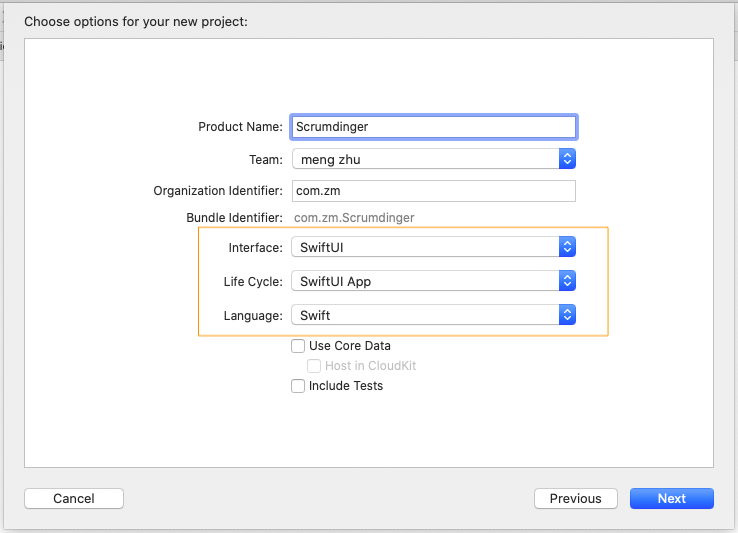 Choose options for your new project:
Product Name: Scrumdinger
Team: meng zhu
Organization Identifier: com.zm
Bundle Identifier: com.zm.Scrumdinger
Interface: SwiftUI
Life Cycle: SwiftUI App
Language: Swift
Use Core Data
Host in CloudKit
Include Tests
Cancel Previous Next